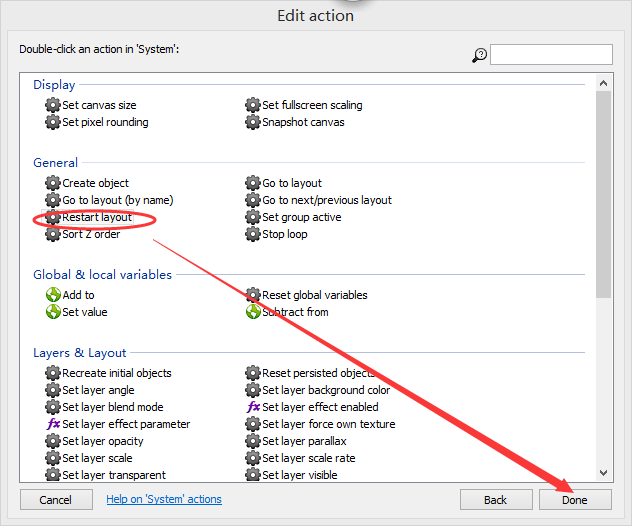 Edit action
Double-click an action in 'System':
Display
Set canvas size
Set fullscreen scaling
Set pixel rounding
Snapshot canvas
General
Create object
Go to layout
Go to layout (by name)
Go to next/previous layout
Restart layout
Set group active
Sort Z order
Stop loop
Global & local variables
Add to
Reset global variables
Set value
Subtract from
Layers & Layout
Recreate initial objects
Reset persisted objects
Set layer angle
Set layer background color
Set layer blend mode
fx Set layer effect enabled
fx Set layer effect parameter
Set layer force own texture
Set layer opacity
Set layer parallax
Set layer scale
Set layer scale rate
Set layer transparent
Set layer visible
Cancel
Help on 'System' actions
Back
Done